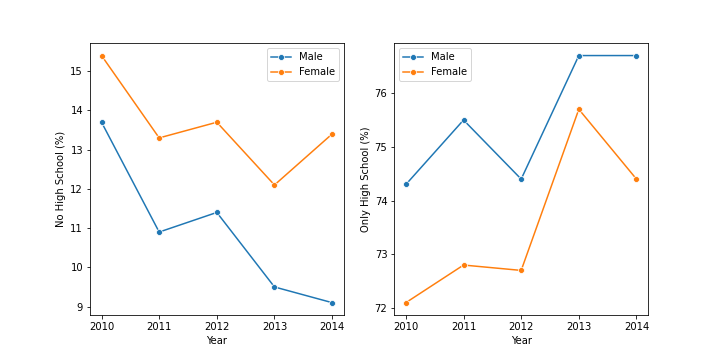 Male
Female
15
14
13
12
11
10
9
No High School (%)
2010 2011 2012 2013 2014
Year
Male
Female
76
75
74
73
72
Only High School (%)
2010 2011 2012 2013 2014
Year